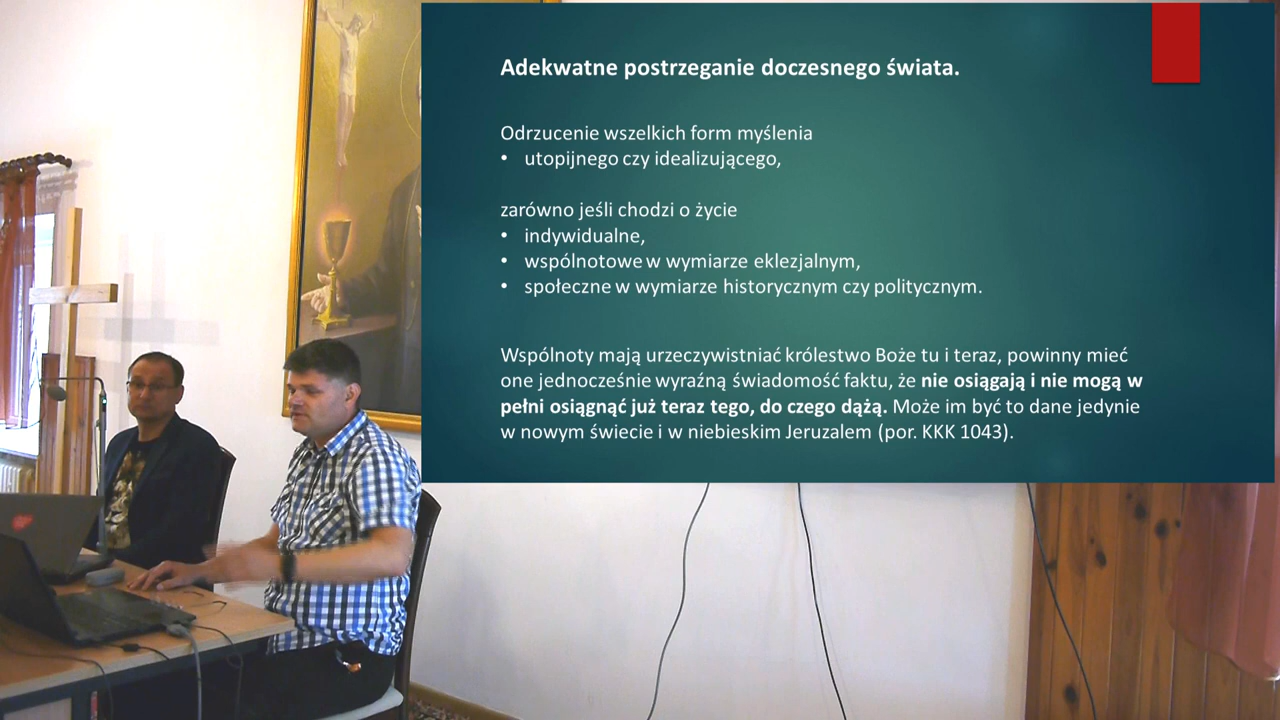 Adekwatne postrzeganie doczesnego świata.
Odrzucenie wszelkich form myślenia
• utopijnego czy idealizującego,
zarówno jeśli chodzi o życie
• indywidualne,
• wspólnotowe w wymiarze eklezjalnym,
• społeczne w wymiarze historycznym czy politycznym.
Wspólnoty mają urzeczywistniać królestwo Boże tu i teraz, powinny mieć
one jednocześnie wyraźną świadomość faktu, że nie osiągają i nie mogą w
pełni osiągnąć już teraz tego, do czego dążą. Może im być to dane jedynie
w nowym świecie i w niebieskim Jeruzalem (por. KKK 1043).